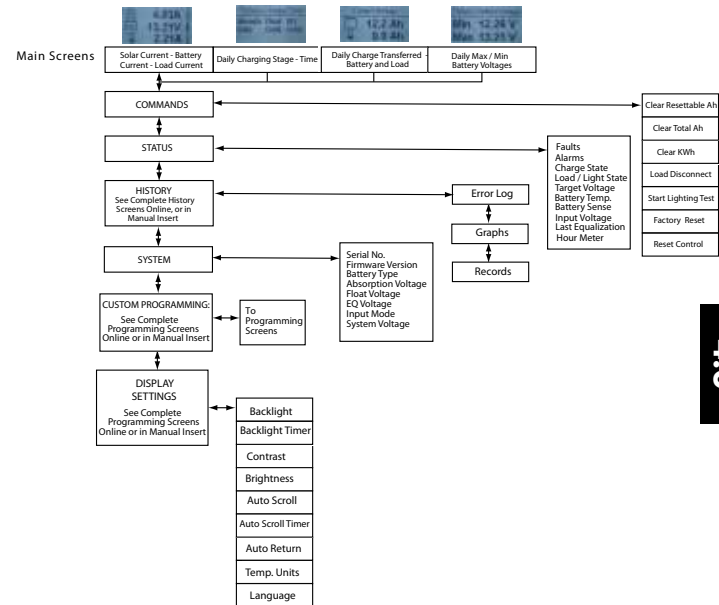 6.83A
13.21V
2.21A
12.2 Ah
0.9 Ah
Min 12.26 V
Max 13.21 V
Main Screens
Solar Current - Battery
Current - Load Current
Daily Charging Stage - Time
Daily Charge Transferred -
Battery and Load
Daily Max / Min
Battery Voltages
COMMANDS
Clear Resettable Ah
Clear Total Ah
Clear KWh
Load Disconnect
Start Lighting Test
Factory Reset
Reset Control
STATUS
Faults
Alarms
Charge State
Load / Light State
Target Voltage
Battery Temp.
Battery Sense
Input Voltage
Last Equalization
Hour Meter
HISTORY
See Complete History
Screens Online, or in
Manual Insert
Error Log
Graphs
Records
SYSTEM
Serial No.
Firmware Version
Battery Type
Absorption Voltage
Float Voltage
EQ Voltage
Input Mode
System Voltage
CUSTOM PROGRAMMING:
See Complete
Programming Screens
Online or in Manual Insert
To
Programming
Screens
DISPLAY
SETTINGS
See Complete
Programming Screens
Online or in Manual Insert
Backlight
Backlight Timer
Contrast
Brightness
Auto Scroll
Auto Scroll Timer
Auto Return
Temp. Units
Language